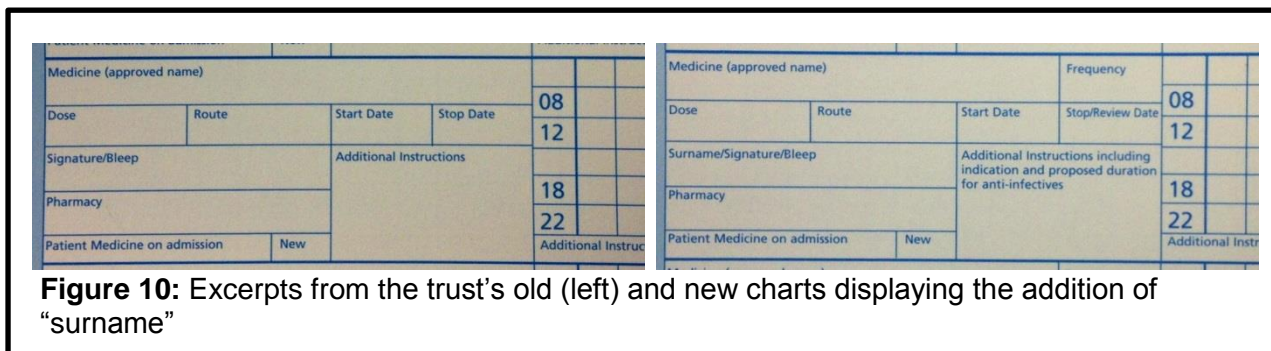 Patient Medicine on admission
Medicine (approved name)
08
Dose Route Start Date Stop Date
12
Signature/Bleep Additional Instructions
18
Pharmacy
22
Patient Medicine on admission New Additional Instruc
Medicine (approved name) Frequency
08
Dose Route Start Date Stop/Review Date
12
Surname/Signature/Bleep Additional Instructions including
indication and proposed duration
for anti-infectives
18
Pharmacy
22
Patient Medicine on admission New Additional Instr
Figure 10: Excerpts from the trust's old (left) and new charts displaying the addition of
“surname”